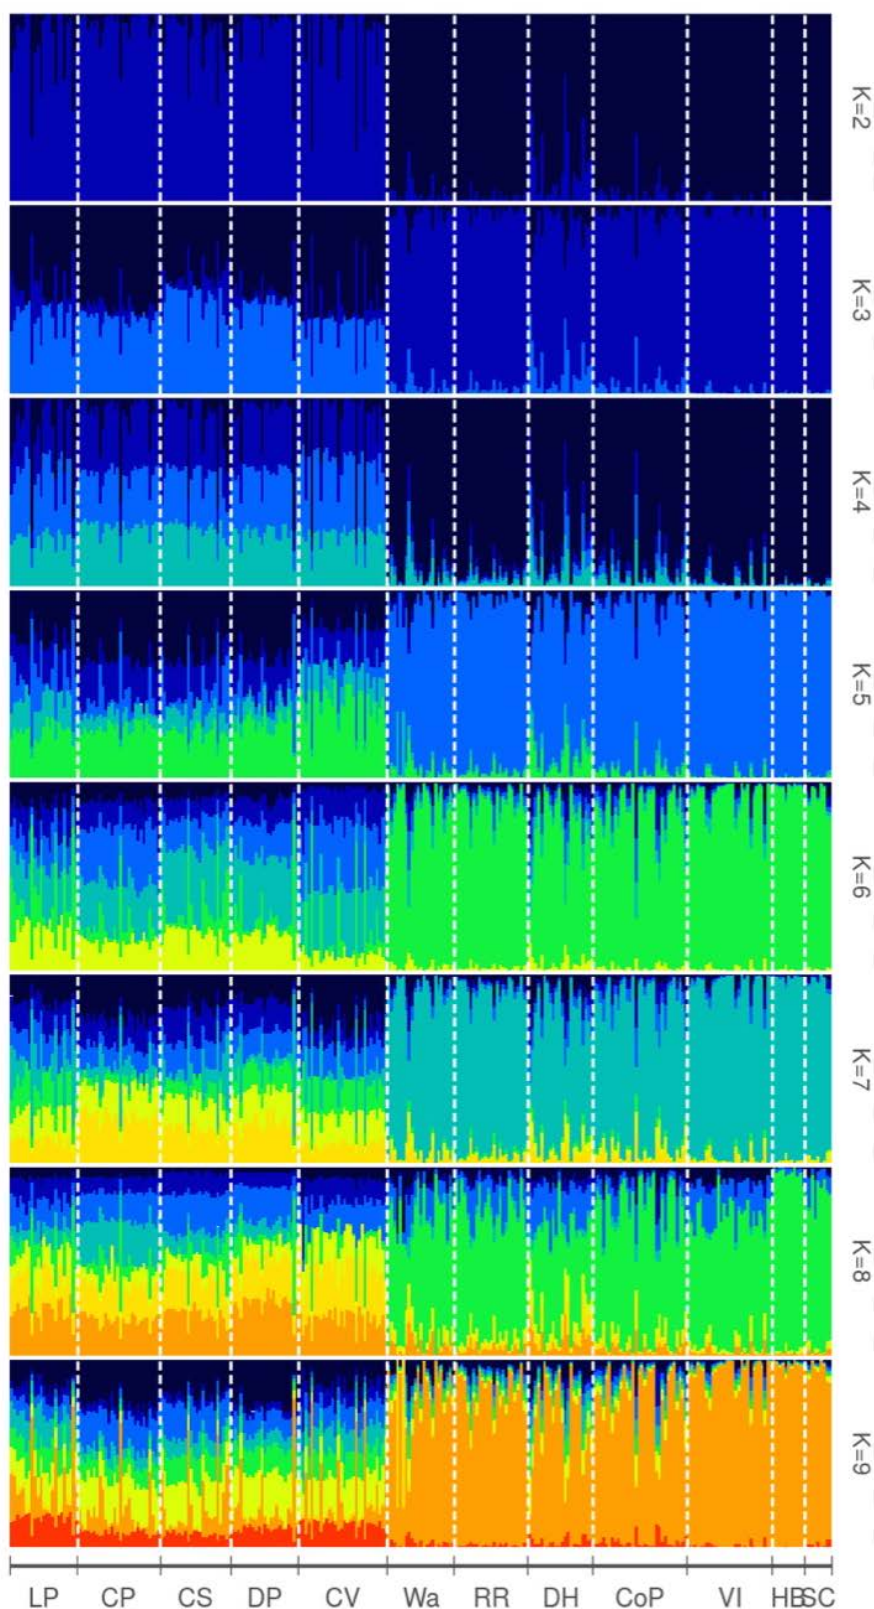 K=2
K=3
K=4
K=5
K=6
K=7
K=8
K=9
LP CP CS DP CV Wa RR DH CoP VI HB SC